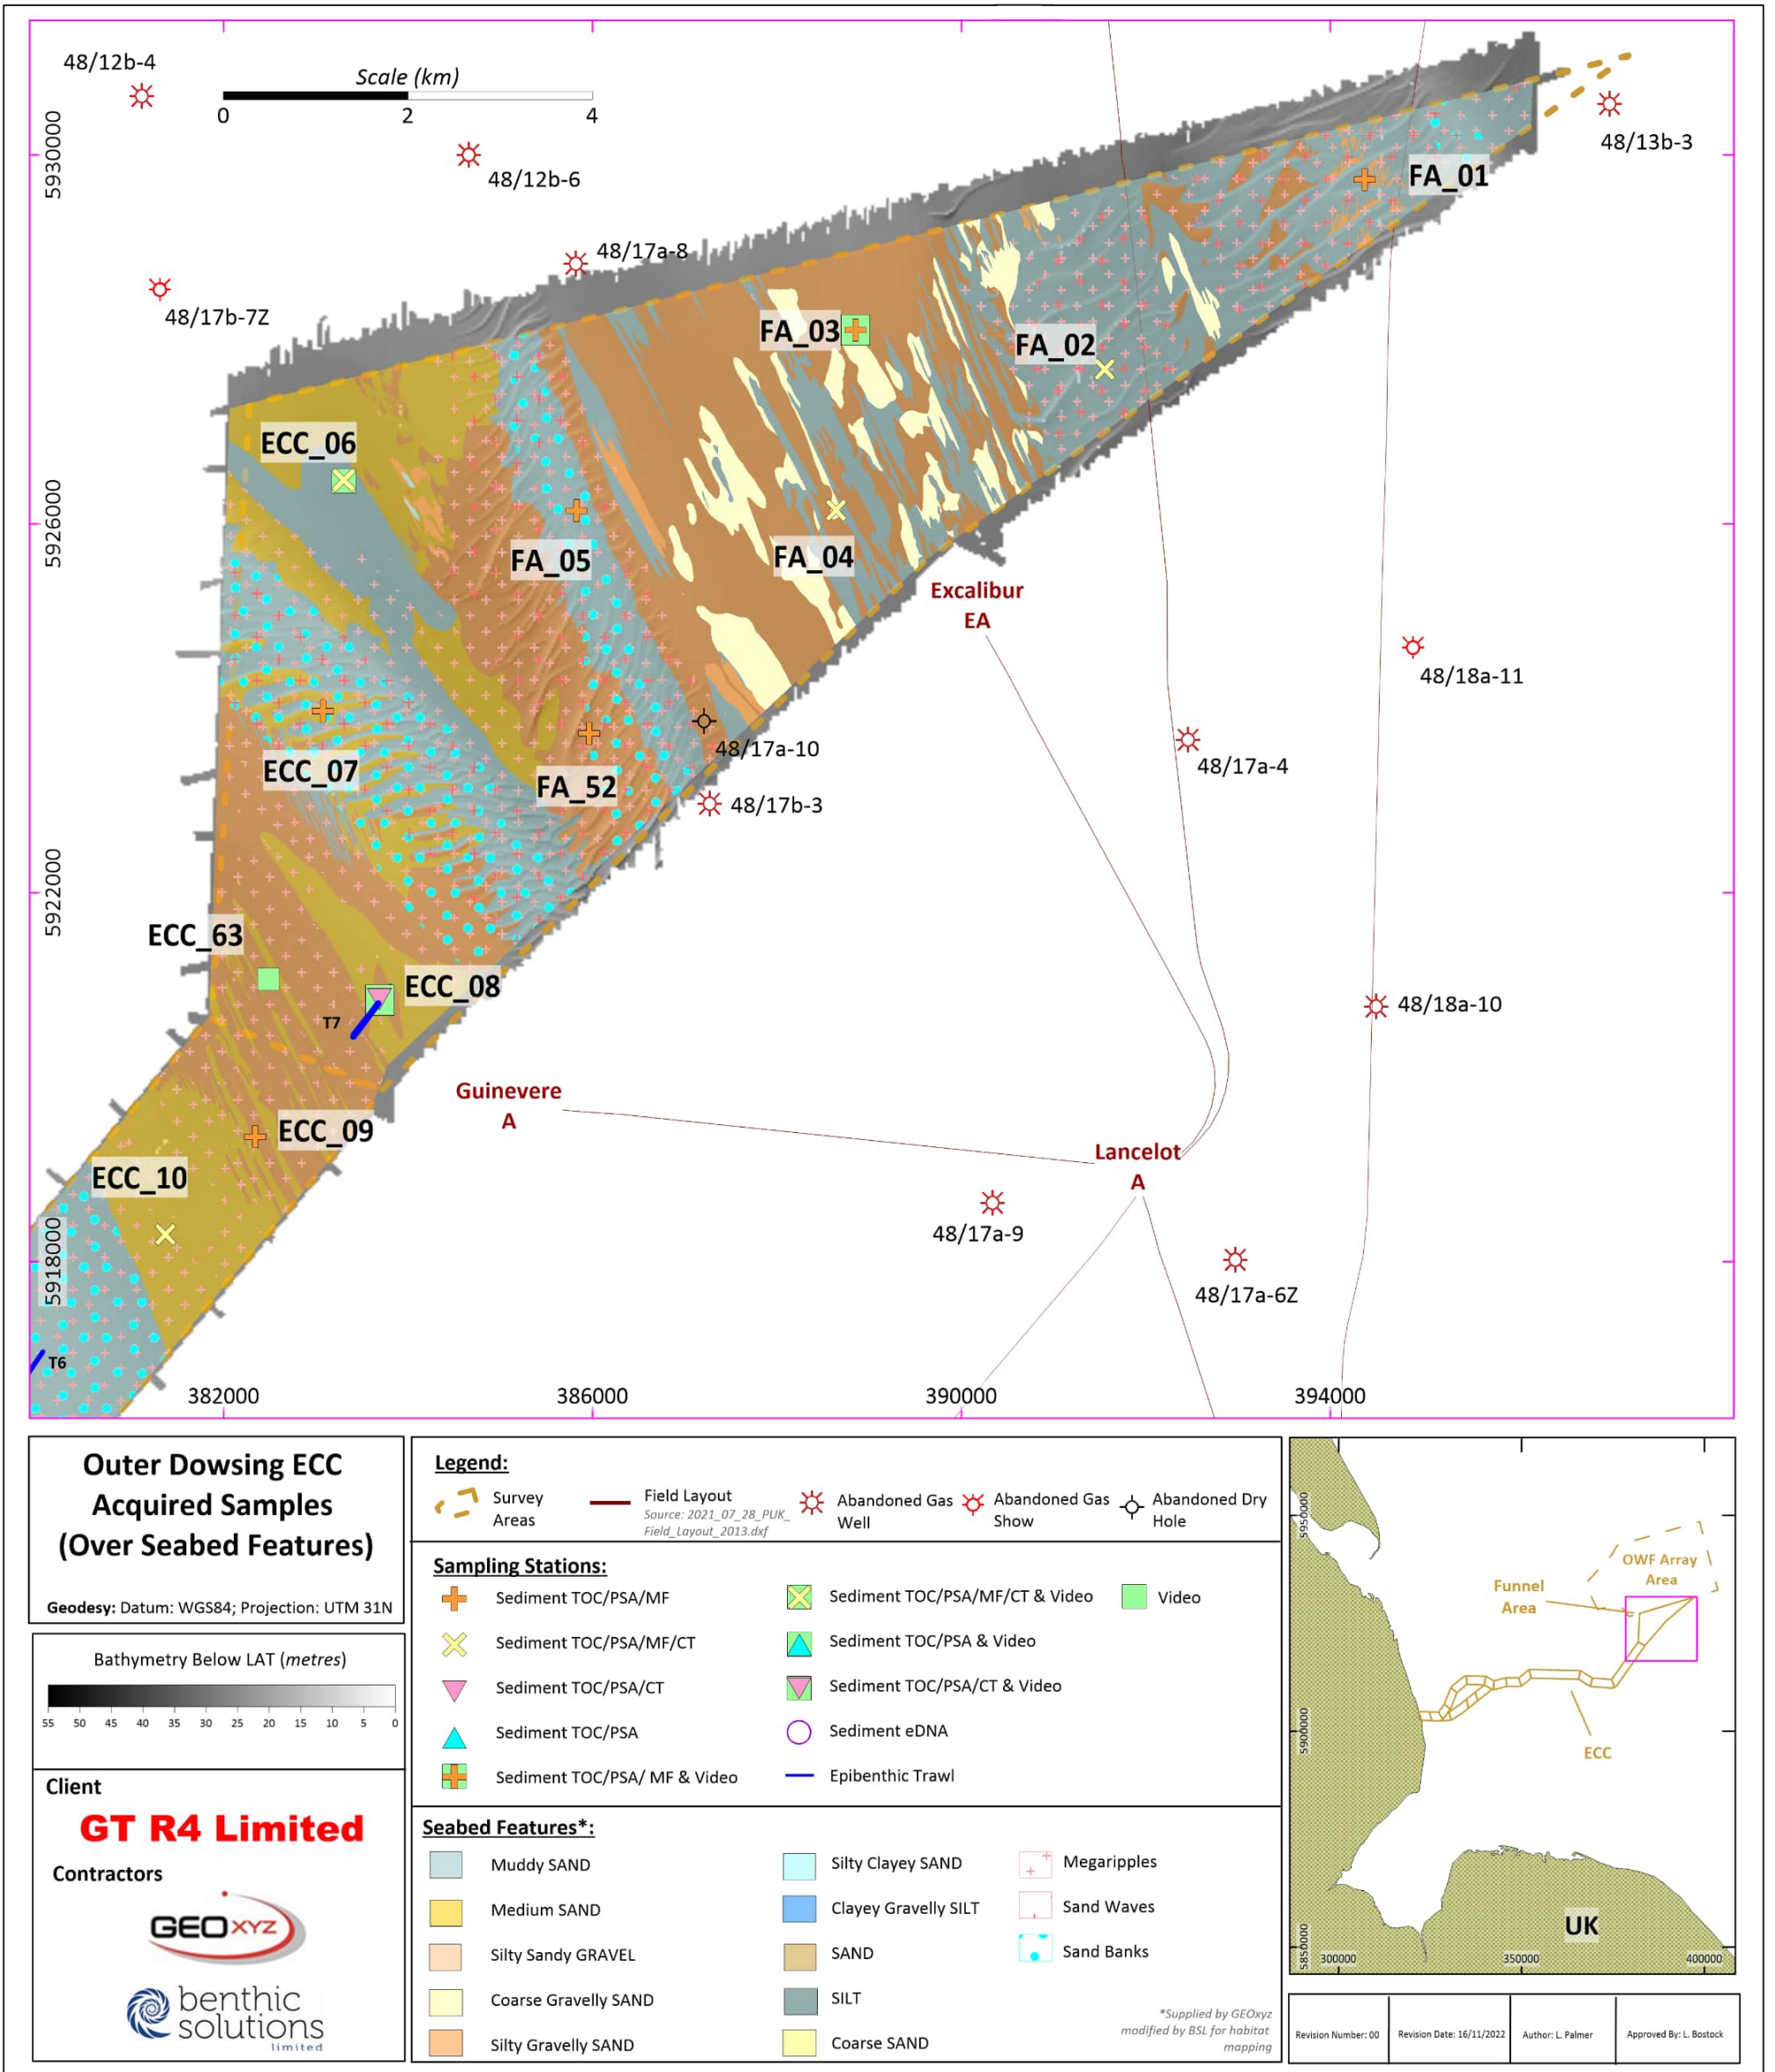 48/12b-4
Scale (km)
0 2 4
48/12b-6
48/13b-3
5930000
FA_01
48/17a-8
48/17b-7Z
FA_03
FA_02
ECC_06
5926000
FA_05
FA_04
Excalibur
EA
48/18a-11
48/17a-10
48/17a-4
ECC_07
FA_52
48/17b-3
5922000
ECC_63
ECC_08
T7
48/18a-10
Guinevere
A
ECC_09
Lancelot
A
ECC_10
48/17a-9
5918000
48/17a-6Z
T6
382000 386000 390000 394000
Outer Dowsing ECC
Acquired Samples
(Over Seabed Features)
Geodesy: Datum: WGS84; Projection: UTM 31N
Bathymetry Below LAT (metres)
55 50 45 40 35 30 25 20 15 10 5 0
Client
GT R4 Limited
Contractors
GEOXYZ
benthic
solutions
limited
Legend:
Survey
Areas
Field Layout
Source: 2021_07_28_PUK_
Field_Layout_2013.dxf
Abandoned Gas
Well
Abandoned Gas
Show
Abandoned Dry
Hole
Sampling Stations:
Sediment TOC/PSA/MF
Sediment TOC/PSA/MF/CT
Sediment TOC/PSA/CT
Sediment TOC/PSA
Sediment TOC/PSA/ MF & Video
Sediment TOC/PSA/MF/CT & Video
Sediment TOC/PSA & Video
Sediment TOC/PSA/CT & Video
Sediment eDNA
Epibenthic Trawl
Video
Seabed Features*:
Muddy SAND
Medium SAND
Silty Sandy GRAVEL
Coarse Gravelly SAND
Silty Gravelly SAND
Silty Clayey SAND
Clayey Gravelly SILT
SAND
SILT
Coarse SAND
Megaripples
Sand Waves
Sand Banks
*Supplied by GEOxyz
modified by BSL for habitat
mapping
5950000
OWF Array
Area
Funnel
Area
5900000
ECC
UK
5850000
300000 350000 400000
Revision Number: 00
Revision Date: 16/11/2022
Author: L. Palmer
Approved By: L. Bostock